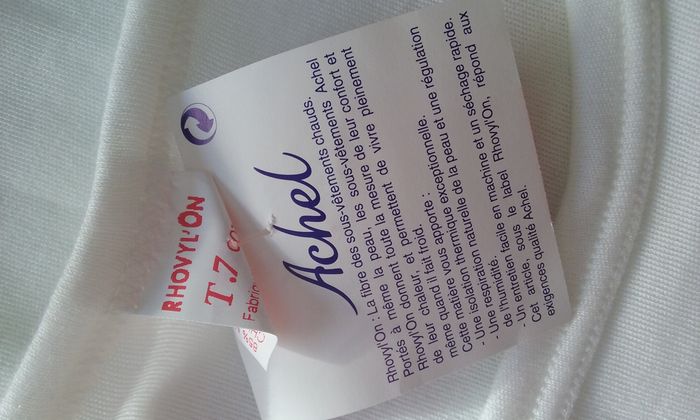 RHOVYL'ON
T.7
Achel
Rhovyl'On : La fibre des sous-vêtements chauds.
Portés à même la peau, les sous-vêtements Achel
Rhovyl'On donnent toute la mesure de leur confort et
de leur chaleur, et permettent de vivre pleinement
même quand il fait froid.
Cette matière vous apporte :
- Une isolation thermique exceptionnelle.
- Une respiration naturelle de la peau et une régulation
de l'humidité.
- Un entretien facile en machine et un séchage rapide.
Cet article, sous le label Rhovyl'On, répond aux
exigences qualité Achel.